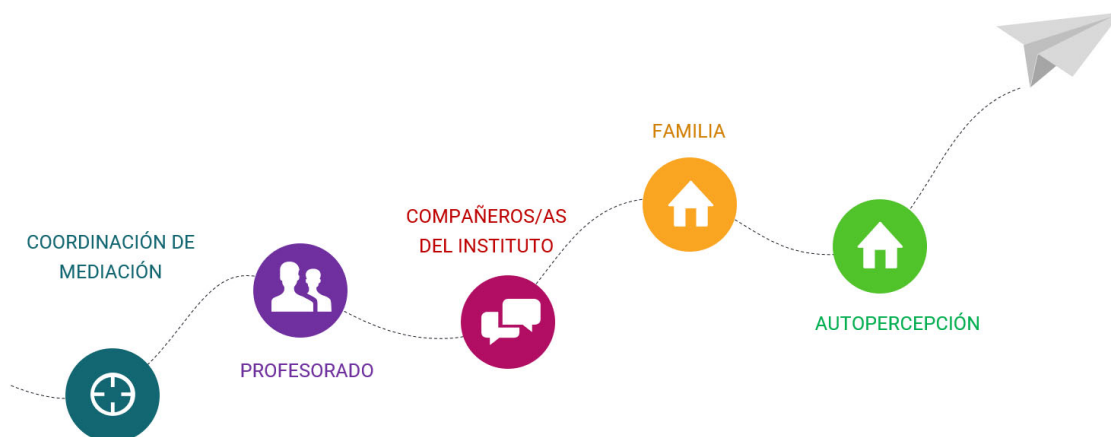 COORDINACIÓN DE
MEDIACIÓN
PROFESORADO
COMPAÑEROS/AS
DEL INSTITUTO
FAMILIA
AUTOPERCEPCIÓN